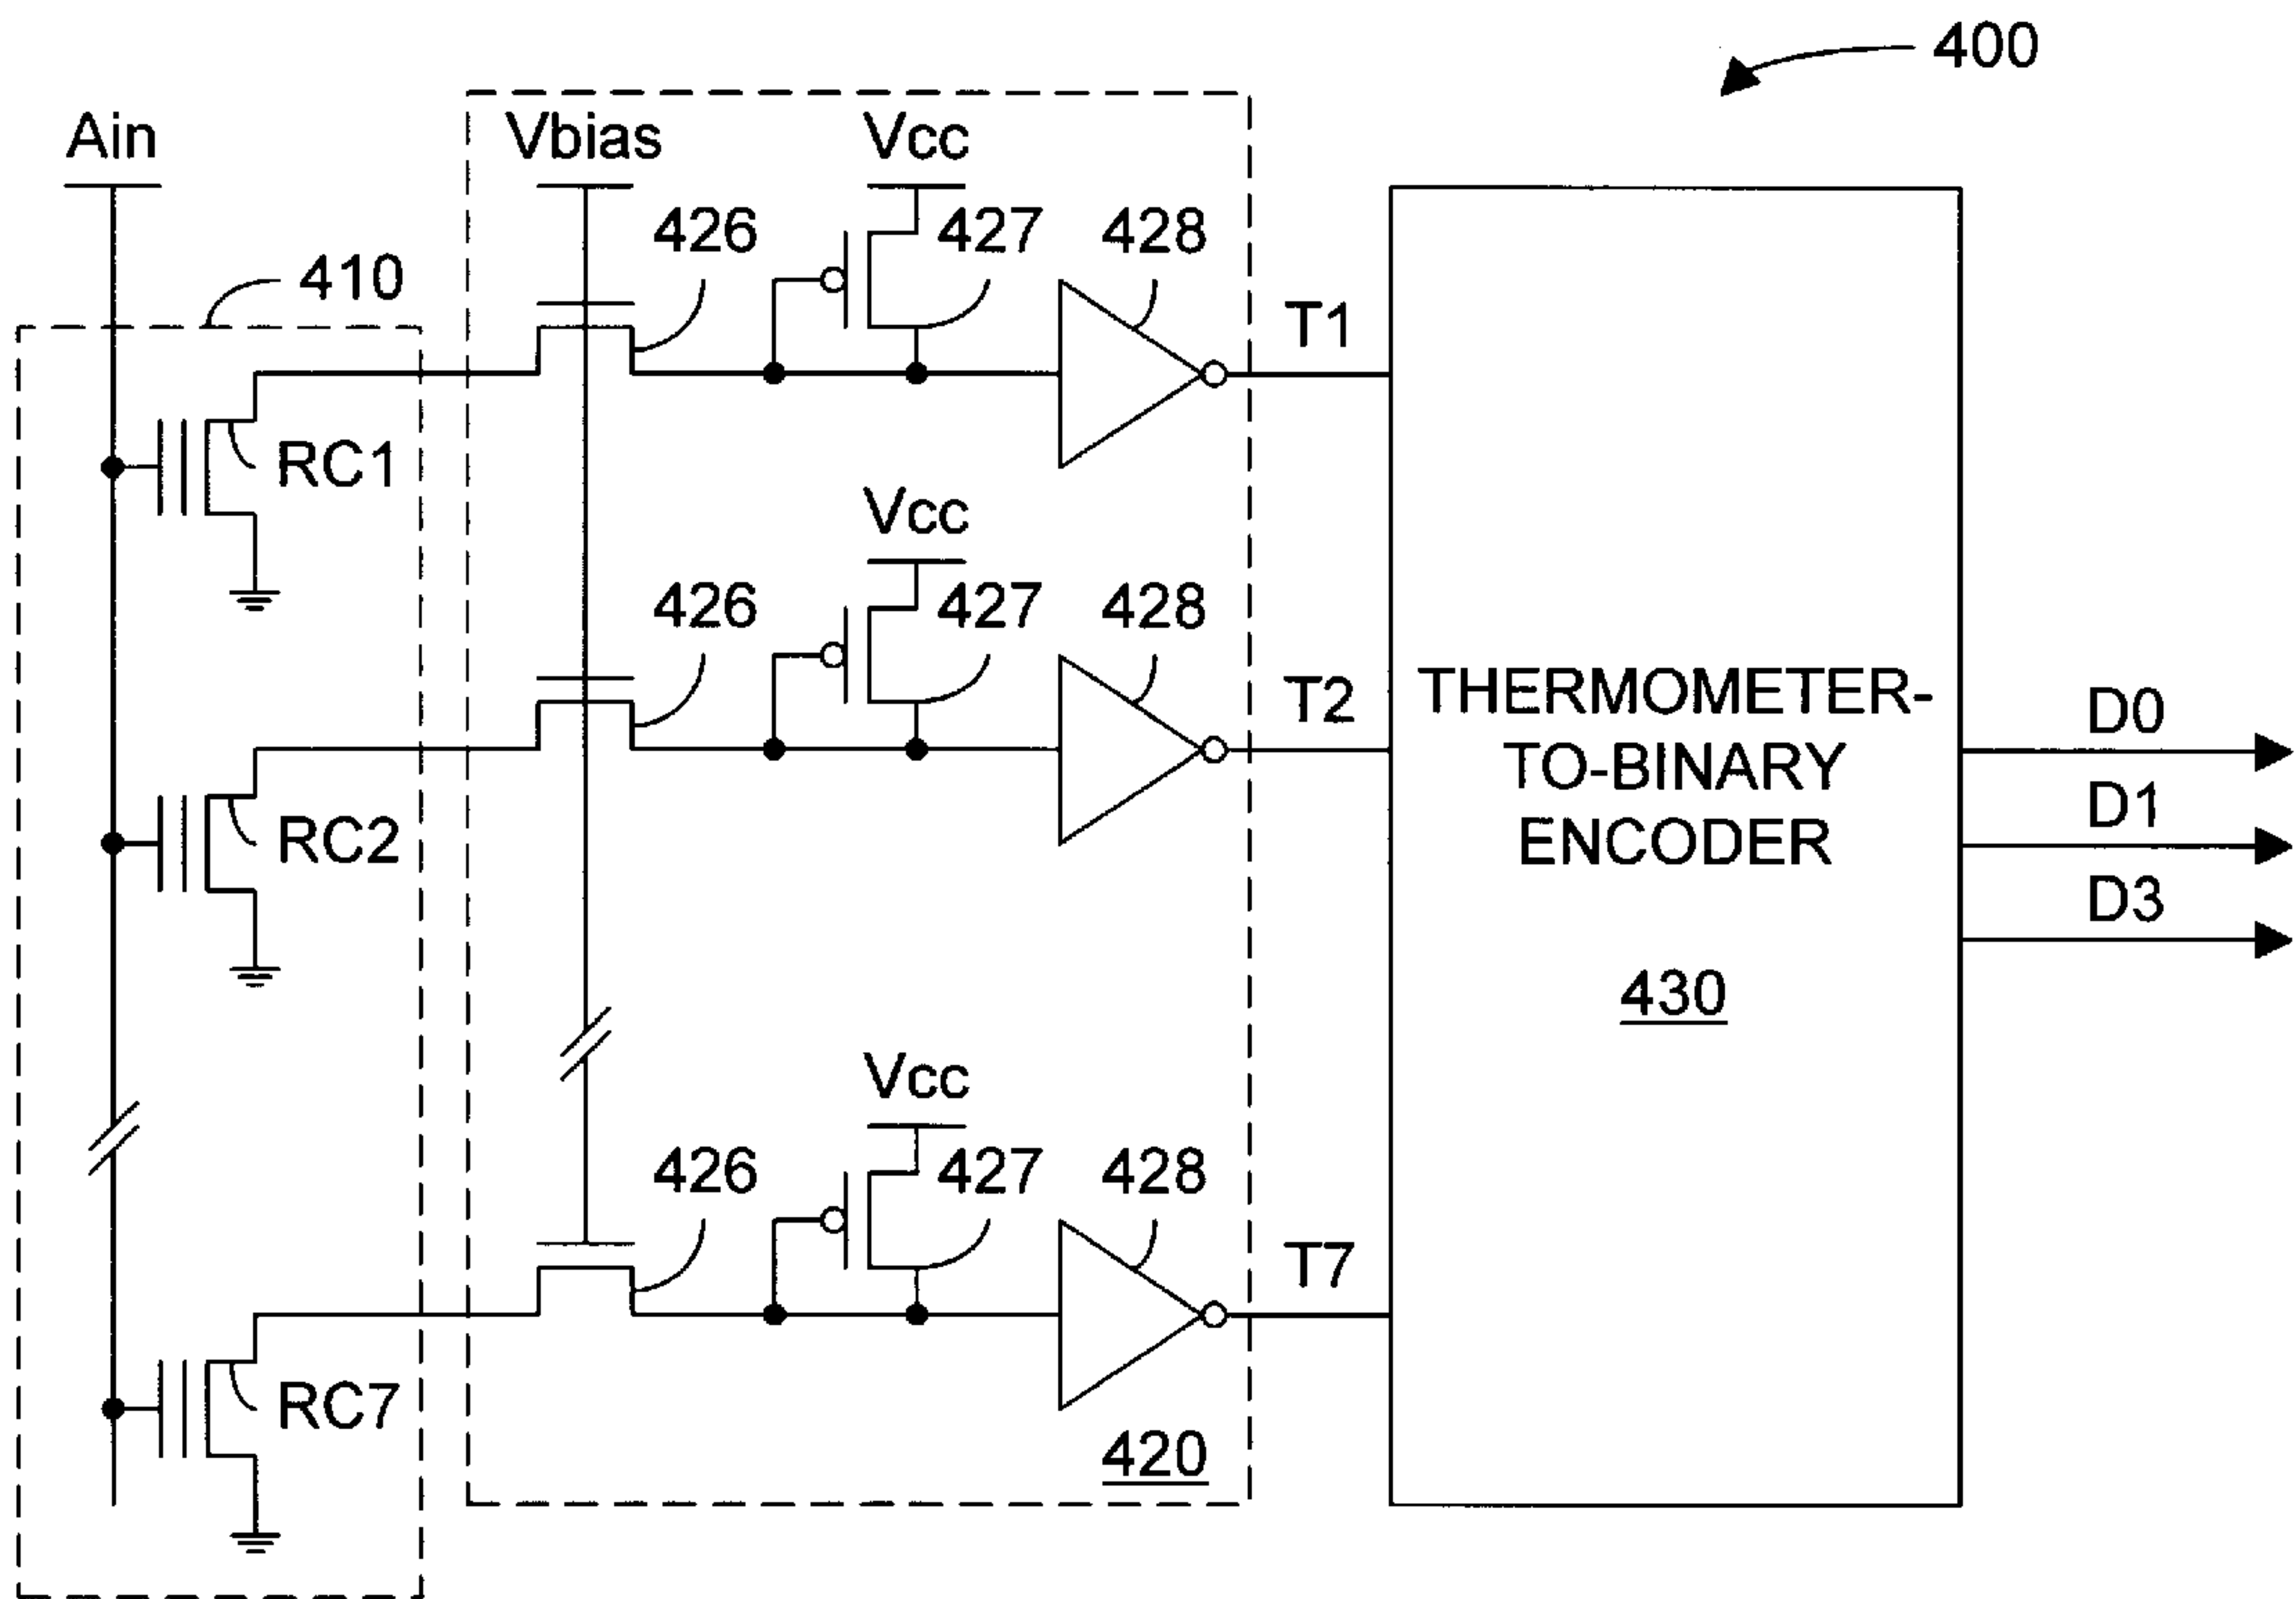 400
Ain
Vbias
Vcc
426
427
428
410
T1
RC1
Vcc
426
427
428
T2
THERMOMETER-
TO-BINARY
ENCODER
430
D0
D1
D3
RC2
Vcc
426
427
428
T7
RC7
420